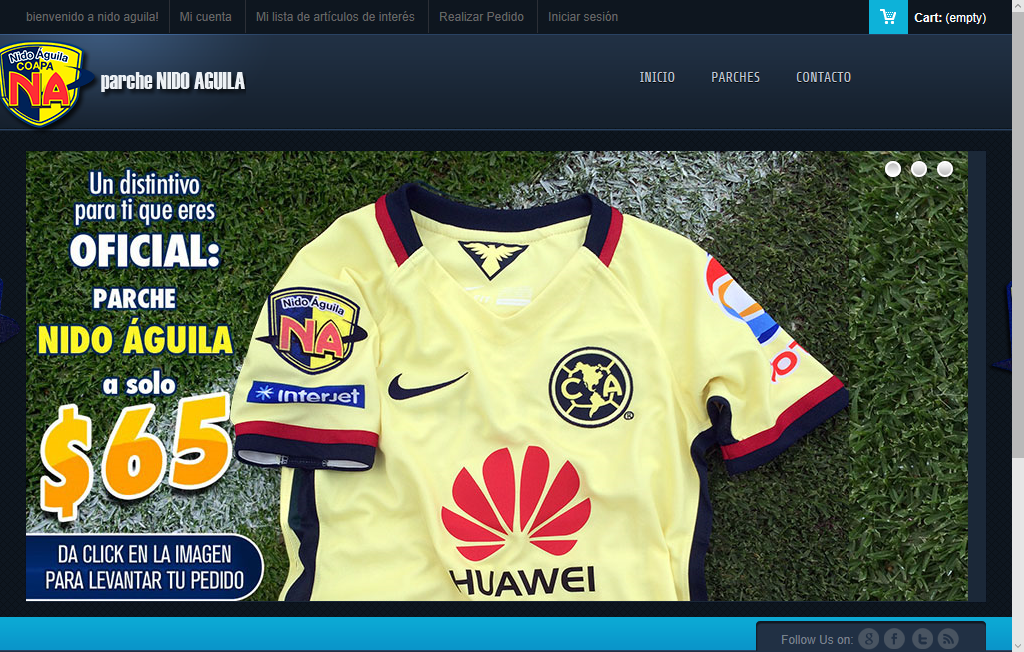 bienvenido a nido aguila!
Mi cuenta
Mi lista de artículos de interés
Realizar Pedido
Iniciar sesión
Cart: (empty)
Nido Águila
COAPA
NA
parche NIDO AGUILA
INICIO
PARCHES
CONTACTO
Un distintivo
para ti que eres
OFICIAL:
PARCHE
NIDO ÁGUILA
a solo
$65
DA CLICK EN LA IMAGEN
PARA LEVANTAR TU PEDIDO
Nido Águila
NA
interjet
CA
HUAWEI
Follow Us on: